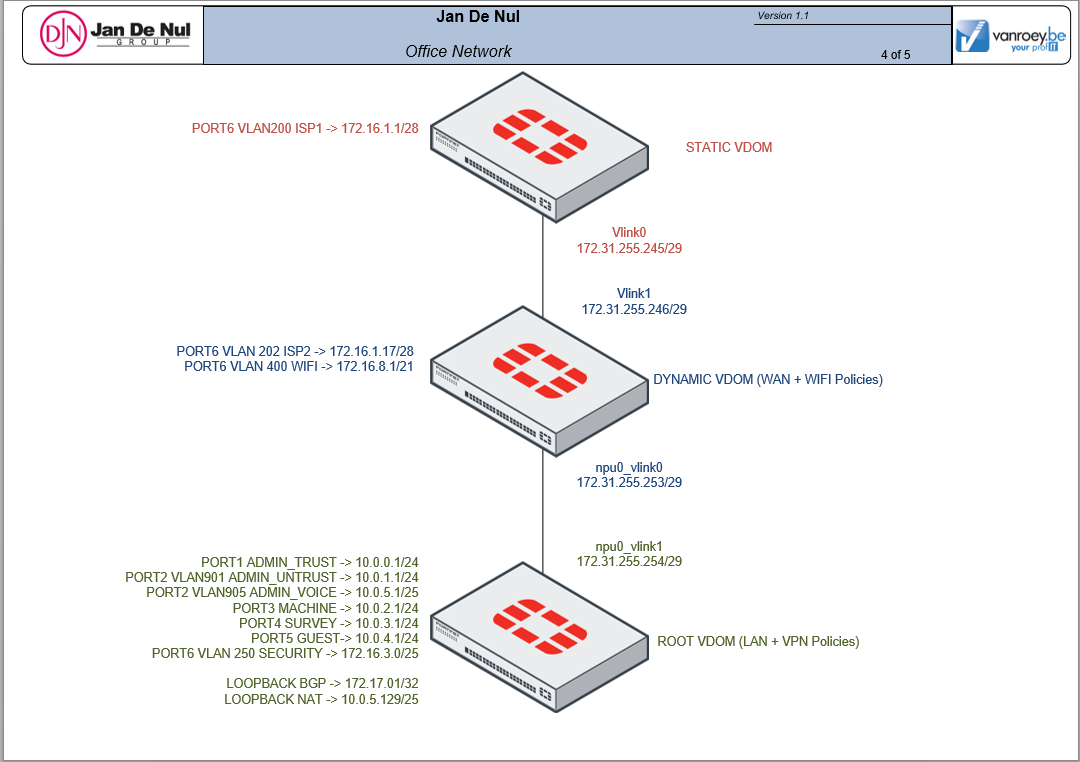 Jan De Nul
GROUP
Jan De Nul
Office Network
Version 1.1
4 of 5
vanroey.be
your profIT
PORT6 VLAN200 ISP1 -> 172.16.1.1/28
STATIC VDOM
Vlink0
172.31.255.245/29
Vlink1
172.31.255.246/29
PORT6 VLAN 202 ISP2 -> 172.16.1.17/28
PORT6 VLAN 400 WIFI -> 172.16.8.1/21
DYNAMIC VDOM (WAN + WIFI Policies)
npu0_vlink0
172.31.255.253/29
npu0_vlink1
172.31.255.254/29
PORT1 ADMIN_TRUST -> 10.0.0.1/24
PORT2 VLAN901 ADMIN_UNTRUST -> 10.0.1.1/24
PORT2 VLAN905 ADMIN_VOICE -> 10.0.5.1/25
PORT3 MACHINE -> 10.0.2.1/24
PORT4 SURVEY -> 10.0.3.1/24
PORT5 GUEST-> 10.0.4.1/24
PORT6 VLAN 250 SECURITY -> 172.16.3.0/25
ROOT VDOM (LAN + VPN Policies)
LOOPBACK BGP -> 172.17.01/32
LOOPBACK NAT -> 10.0.5.129/25